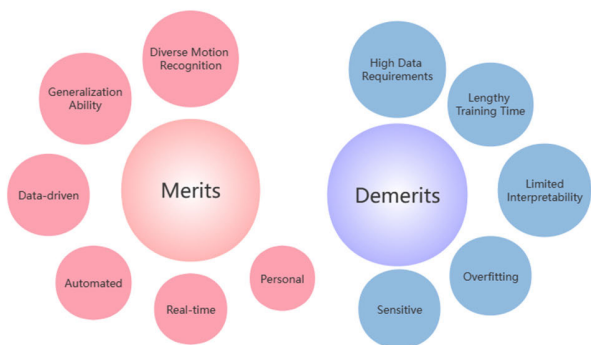 Diverse Motion
Recognition
Generalization
Ability
Data-driven
Automated
Real-time
Personal
Merits
High Data
Requirements
Lengthy
Training Time
Limited
Interpretability
Overfitting
Sensitive
Demerits